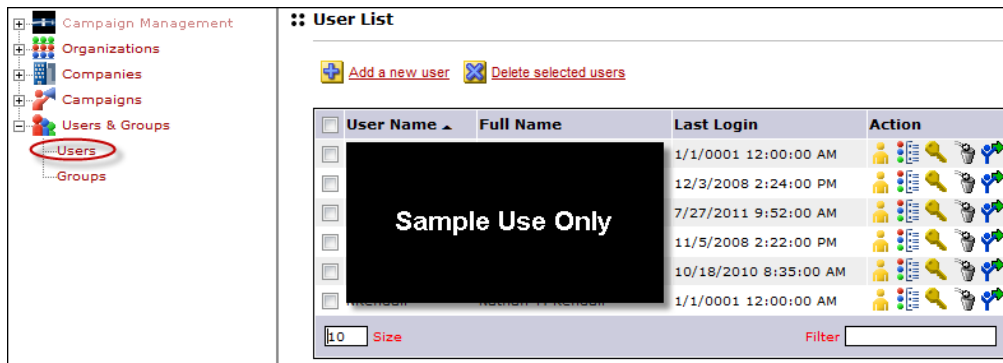 Campaign Management
Organizations
Companies
Campaigns
Users & Groups
Users
Groups
:: User List
Add a new user Delete selected users
User Name Full Name Last Login Action
1/1/0001 12:00:00 AM
12/3/2008 2:24:00 PM
7/27/2011 9:52:00 AM
Sample Use Only
11/5/2008 2:22:00 PM
10/18/2010 8:35:00 AM
1/1/0001 12:00:00 AM
10 Size Filter